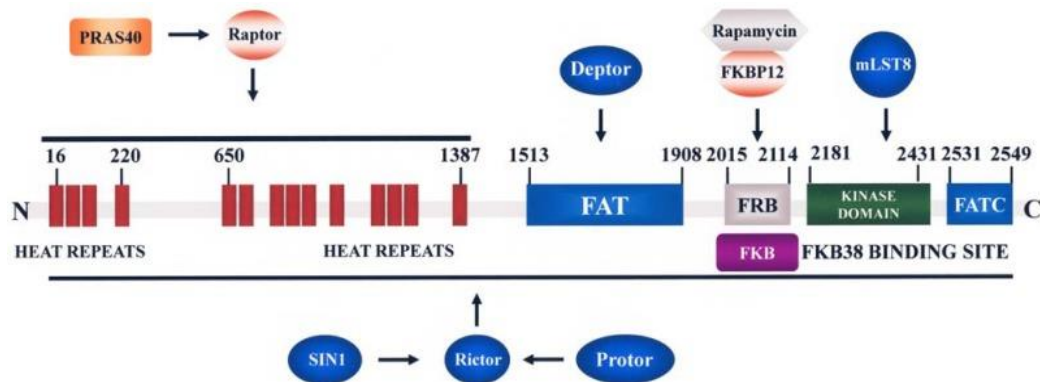 PRAS40
Raptor
Rapamycin
FKBP12
Deptor
mLST8
16 220 650 1387 1513 1908 2015 2114 2181 2431 2531 2549
N FAT FRB KINASE DOMAIN FATC C
HEAT REPEATS HEAT REPEATS FKB FKB38 BINDING SITE
SIN1 Rictor Protor